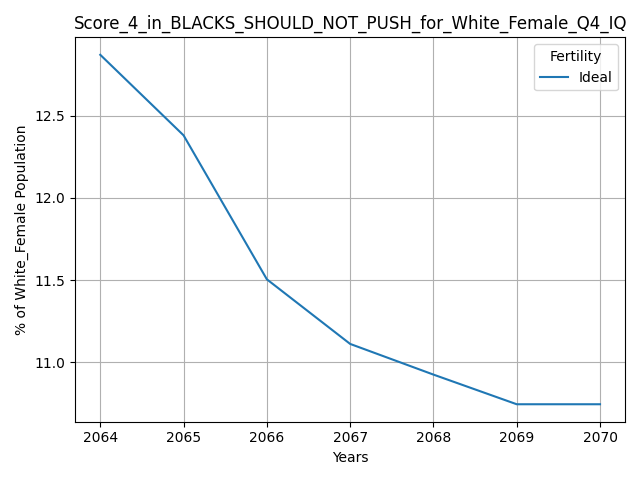 Score_4_in_BLACKS_SHOULD_NOT_PUSH_for_White_Female_Q4_IQ
Fertility
Ideal
% of White_Female Population
12.5
12.0
11.5
11.0
2064 2065 2066 2067 2068 2069 2070
Years